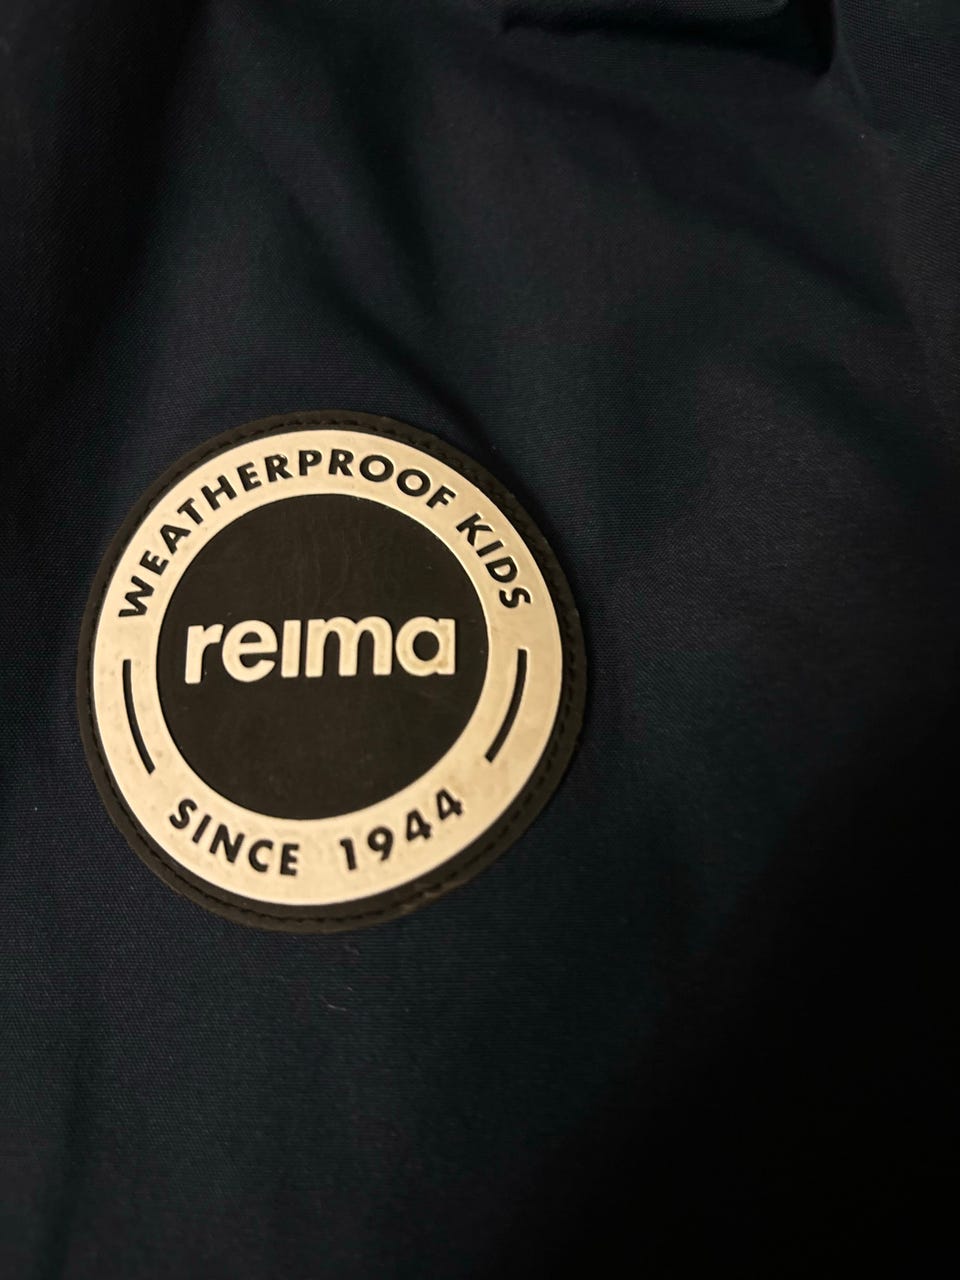 WEATHERPROOF KIDS
reima
SINCE 1944